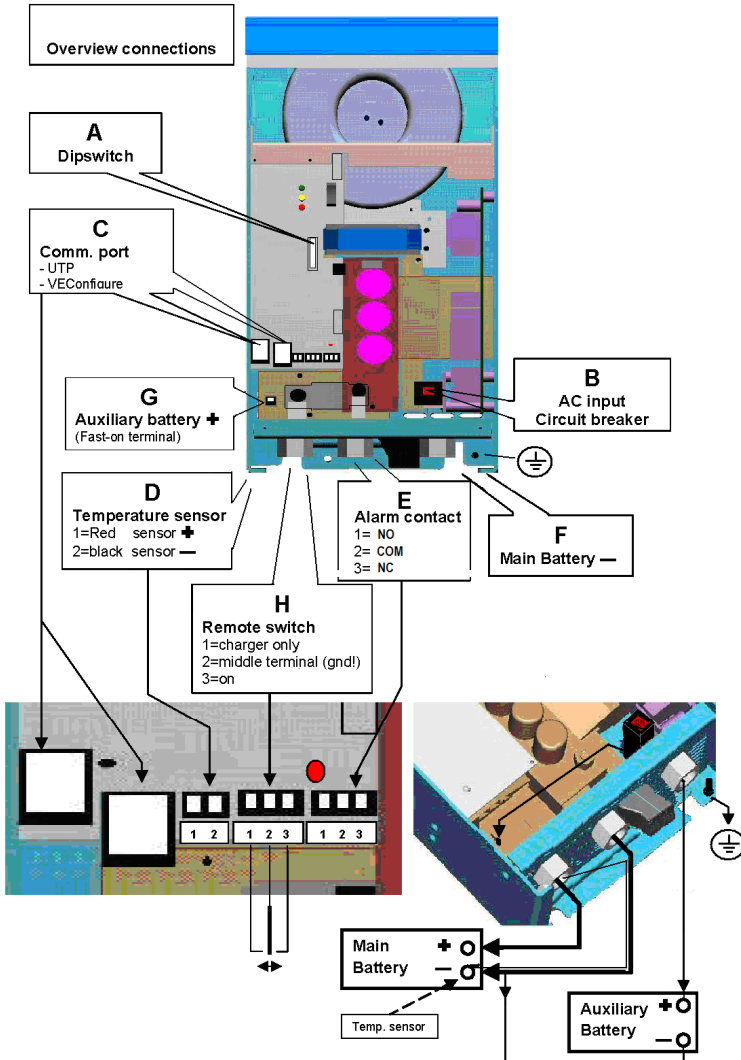 Overview connections
A
Dipswitch
C
Comm. port
- UTP
- VEConfigure
G
Auxiliary battery +
(Fast-on terminal)
B
AC input
Circuit breaker
D
Temperature sensor
1=Red sensor +
2=black sensor —
E
Alarm contact
1= NO
2= COM
3= NC
F
Main Battery —
H
Remote switch
1=charger only
2=middle terminal (gnd!)
3=on
1 2 1 2 3 1 2 3
Main +
Battery —
Temp. sensor
Auxiliary +
Battery —